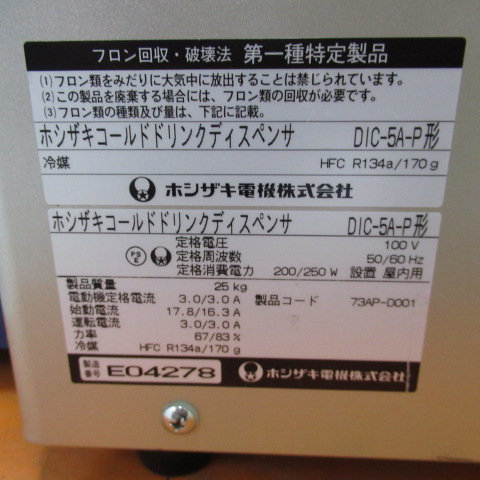 フロン回収・破壊法 第一種特定製品
(1)フロン類をみだりに大気中に放出することは禁じられています。
(2)この製品を廃棄する場合には、フロン類の回収が必要です。
(3)フロン類の種類及び量は、下記に記載。
ホシザキコールドドリンクディスペンサ DIC-5A-P形
冷媒 HFC R134a/170g
ホシザキ電機株式会社
ホシザキコールドドリンクディスペンサ DIC-5A-P形
PS E
定格電圧 100V
定格周波数 50/60Hz
定格消費電力 200/250W 設置 屋内用
製品質量 25kg
電動機定格電流 3.0/3.0A 製品コード 73AP-D001
始動電流 17.8/16.3A
運転電流 3.0/3.0A
力率 67/83%
冷媒 HFC R134a/170g
製造番号 E04278 ホシザキ電機株式会社